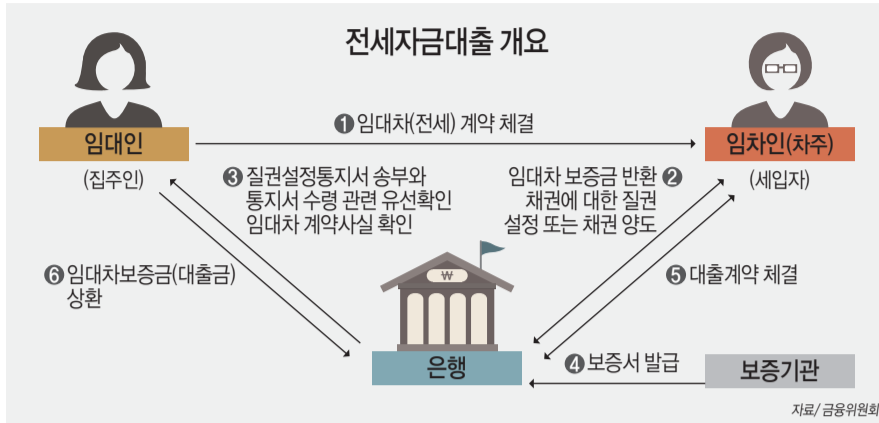 전세자금대출 개요
임대인
(집주인)
임차인(차주)
(세입자)
❶ 임대차(전세) 계약 체결
임대차 보증금 반환 ❷
채권에 대한 질권
설정 또는 채권 양도
❸ 질권설정통지서 송부와
통지서 수령 관련 유선확인
임대차 계약사실 확인
❹ 보증서 발급
❺ 대출계약 체결
❻ 임대차보증금(대출금)
상환
₩
은행
보증기관
자료/ 금융위원회